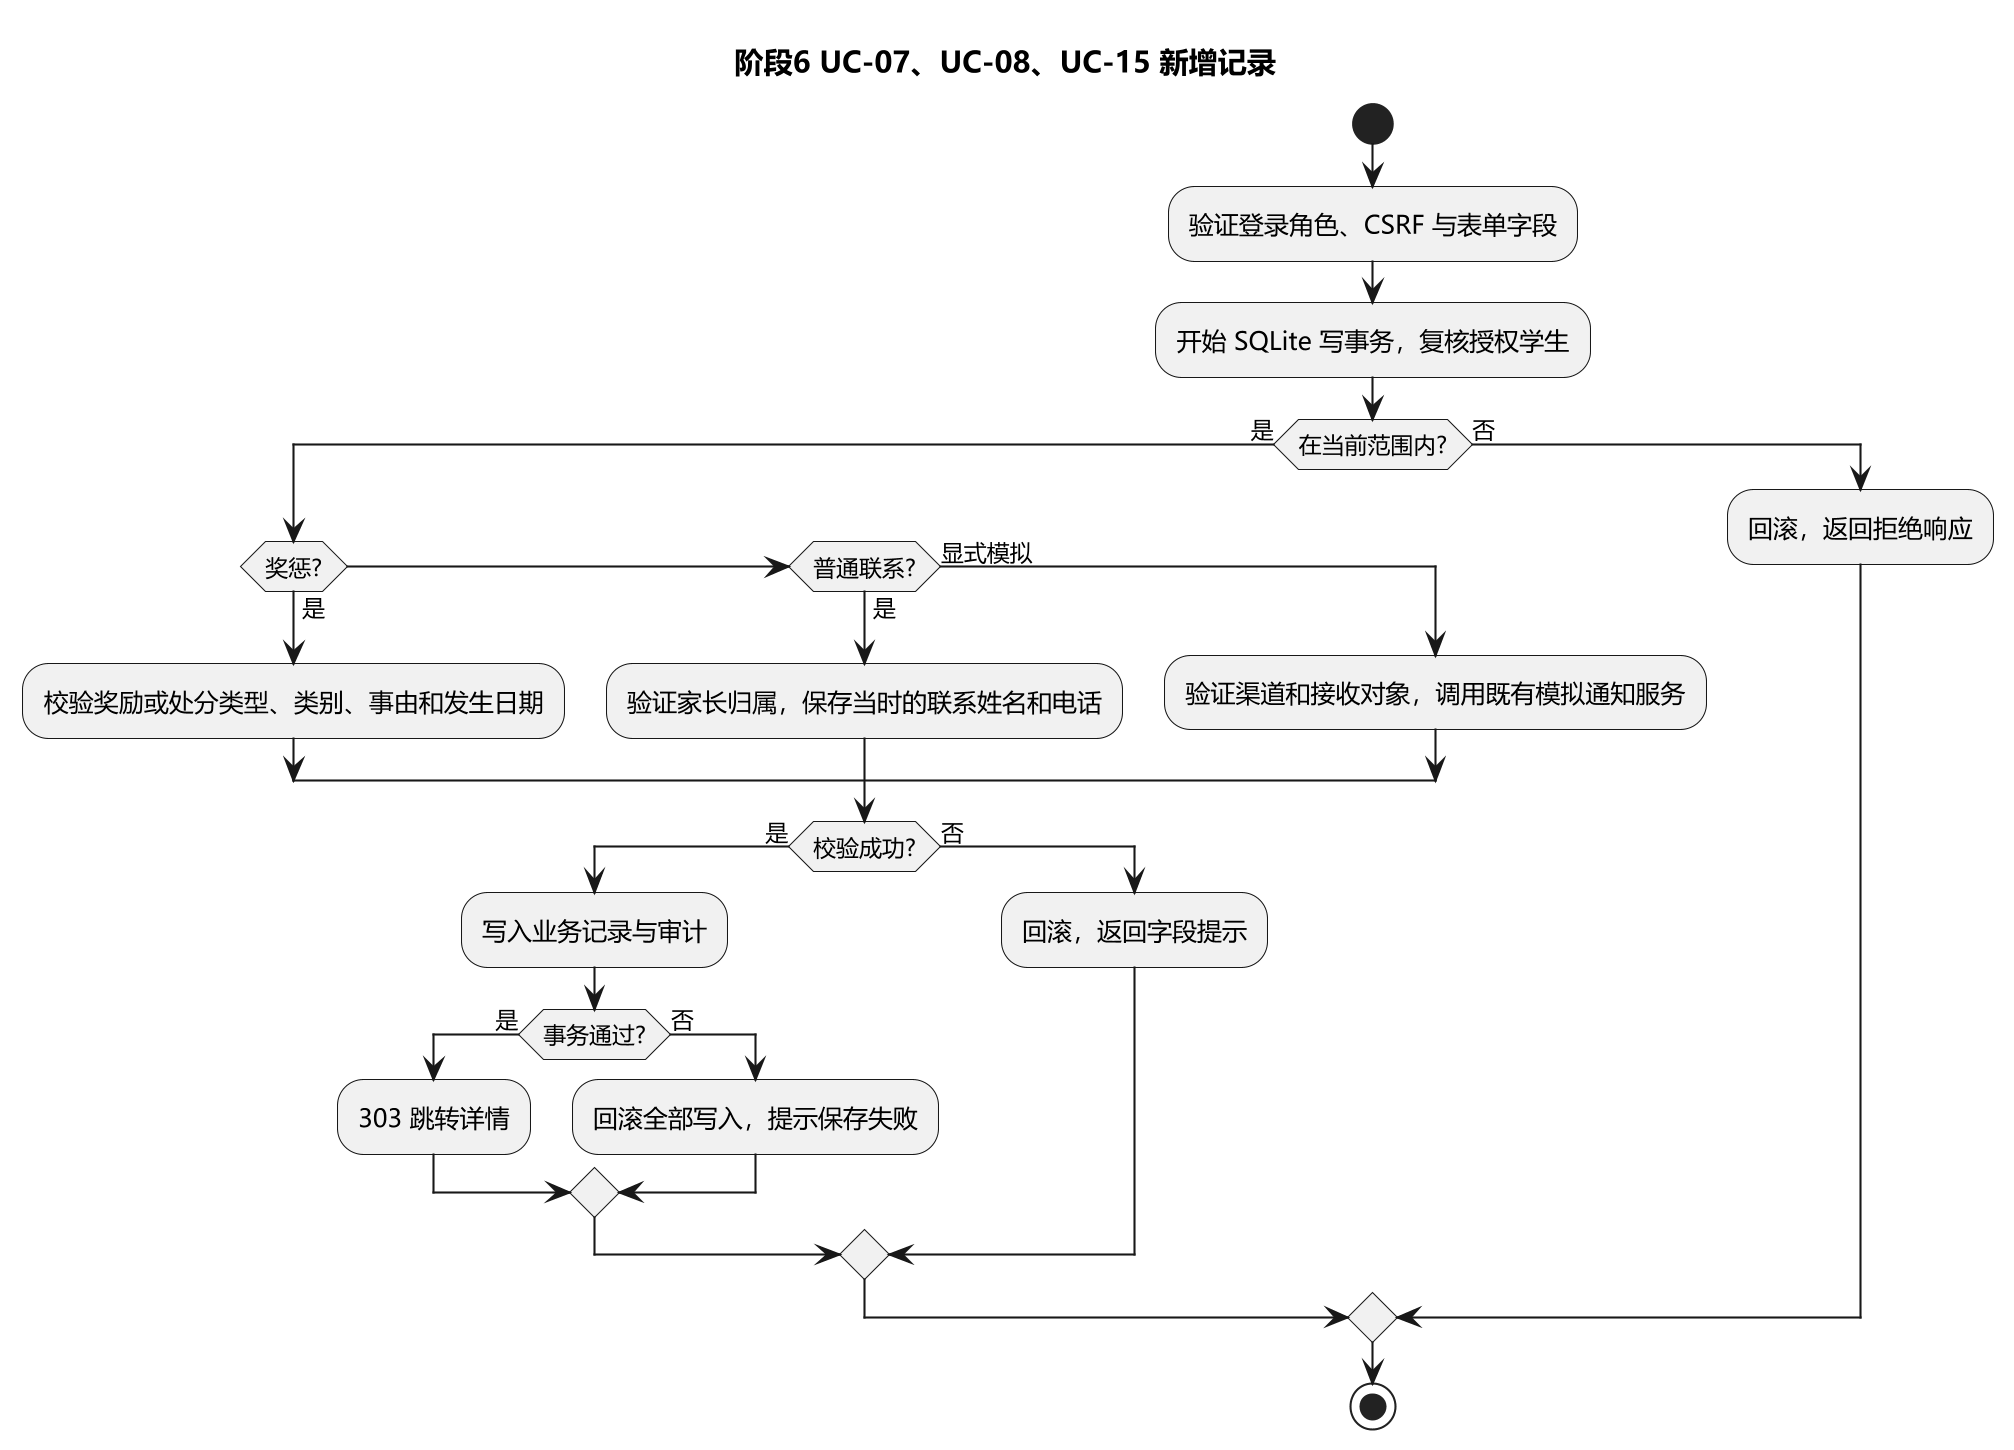 阶段6 UC-07、UC-08、UC-15 新增记录
验证登录角色、CSRF 与表单字段
开始 SQLite 写事务，复核授权学生
是
在当前范围内?
否
回滚，返回拒绝响应
奖惩?
是
普通联系?
是
显式模拟
校验奖励或处分类型、类别、事由和发生日期
验证家长归属，保存当时的联系姓名和电话
验证渠道和接收对象，调用既有模拟通知服务
是
校验成功?
否
写入业务记录与审计
回滚，返回字段提示
是
事务通过?
否
303 跳转详情
回滚全部写入，提示保存失败